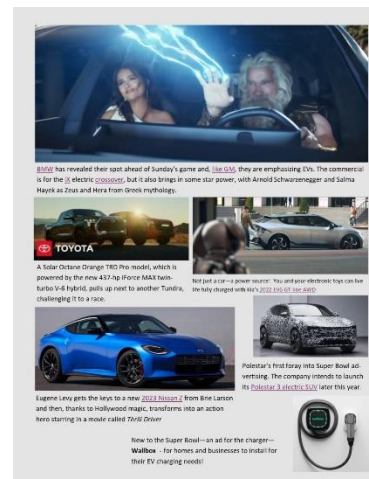 BMW has revealed their spot ahead of Sunday's game and, like GM, they are emphasizing EVs. The commercial
is for the iX electric crossover, but it also brings in some star power, with Arnold Schwarzenegger and Salma
Hayek as Zeus and Hera from Greek mythology.
TOYOTA
A Solar Octane Orange TRD Pro model, which is
powered by the new 437-hp iForce MAX twin-
turbo V-6 hybrid, pulls up next to another Tundra,
challenging it to a race.
Not just a car—a power source! You and your electronic toys can live
life fully charged with Kia's 2022 EV6 GT-line AWD
Polestar's first foray into Super Bowl ad-
vertising. The company intends to launch
its Polestar 3 electric SUV later this year.
Eugene Levy gets the keys to a new 2023 Nissan Z from Brie Larson
and then, thanks to Hollywood magic, transforms into an action
hero starring in a movie called Thrill Driver
New to the Super Bowl—an ad for the charger—
Wallbox - for homes and businesses to install for
their EV charging needs!